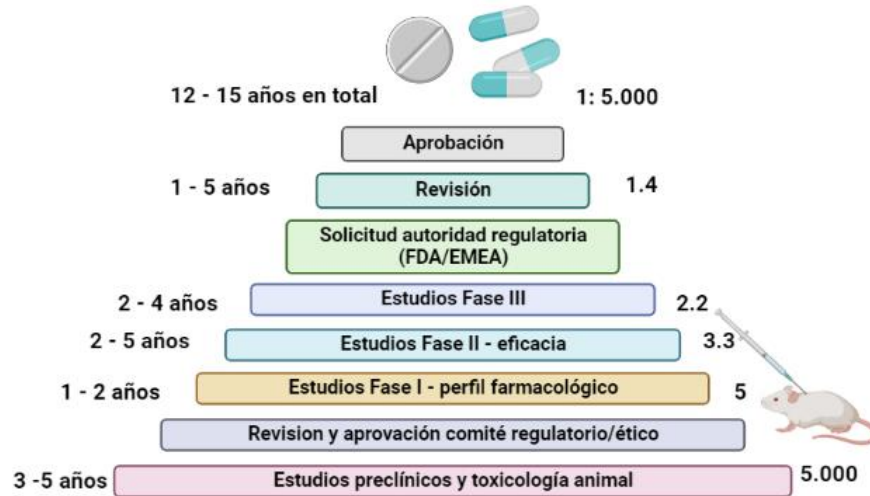 12 - 15 años en total 1: 5.000
Aprobación
1 - 5 años Revisión 1.4
Solicitud autoridad regulatoria
(FDA/EMEA)
2 - 4 años Estudios Fase III 2.2
2 - 5 años Estudios Fase II - eficacia 3.3
1 - 2 años Estudios Fase I - perfil farmacológico 5
Revision y aprovación comité regulatorio/ético
3 -5 años Estudios preclínicos y toxicología animal 5.000